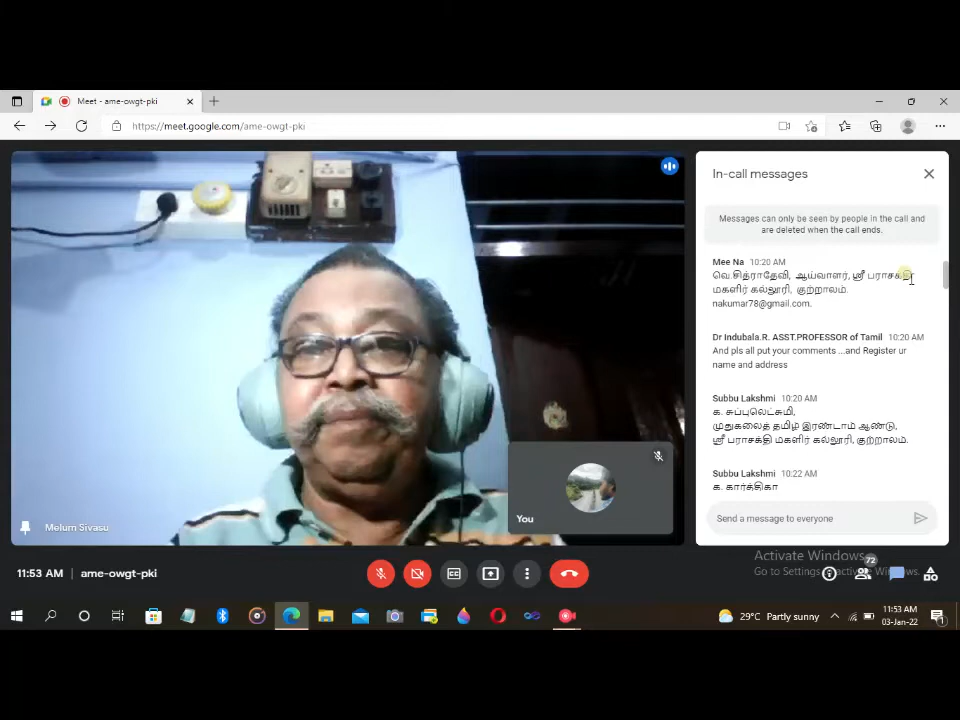 Meet - ame-owgt-pki
https://meet.google.com/ame-owgt-pki
In-call messages
Messages can only be seen by people in the call and
are deleted when the call ends.
Mee Na 10:20 AM
வெ.சித்ராதேவி, ஆய்வாளர், ஸ்ரீ பராசக்தி
மகளிர் கல்லூரி, குற்றாலம்.
nakumar78@gmail.com.
Dr Indubala.R. ASST.PROFESSOR of Tamil 10:20 AM
And pls all put your comments ...and Register ur
name and address
Subbu Lakshmi 10:20 AM
க. சுப்புலெட்சுமி,
முதுகலைத் தமிழ் இரண்டாம் ஆண்டு,
ஸ்ரீ பராசக்தி மகளிர் கல்லூரி, குற்றாலம்.
Subbu Lakshmi 10:22 AM
க. கார்த்திகா
Send a message to everyone
You
Melum Sivasu
11:53 AM | ame-owgt-pki
72
Activate Windows
Go to Settings
29°C Partly sunny
11:53 AM
03-Jan-22
1